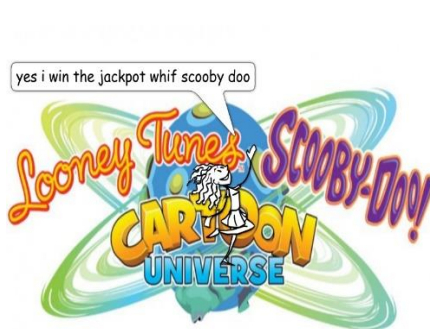 yes i win the jackpot whif scooby doo
Looney Tunes
SCOOBY-DOO!
CARTOON
UNIVERSE